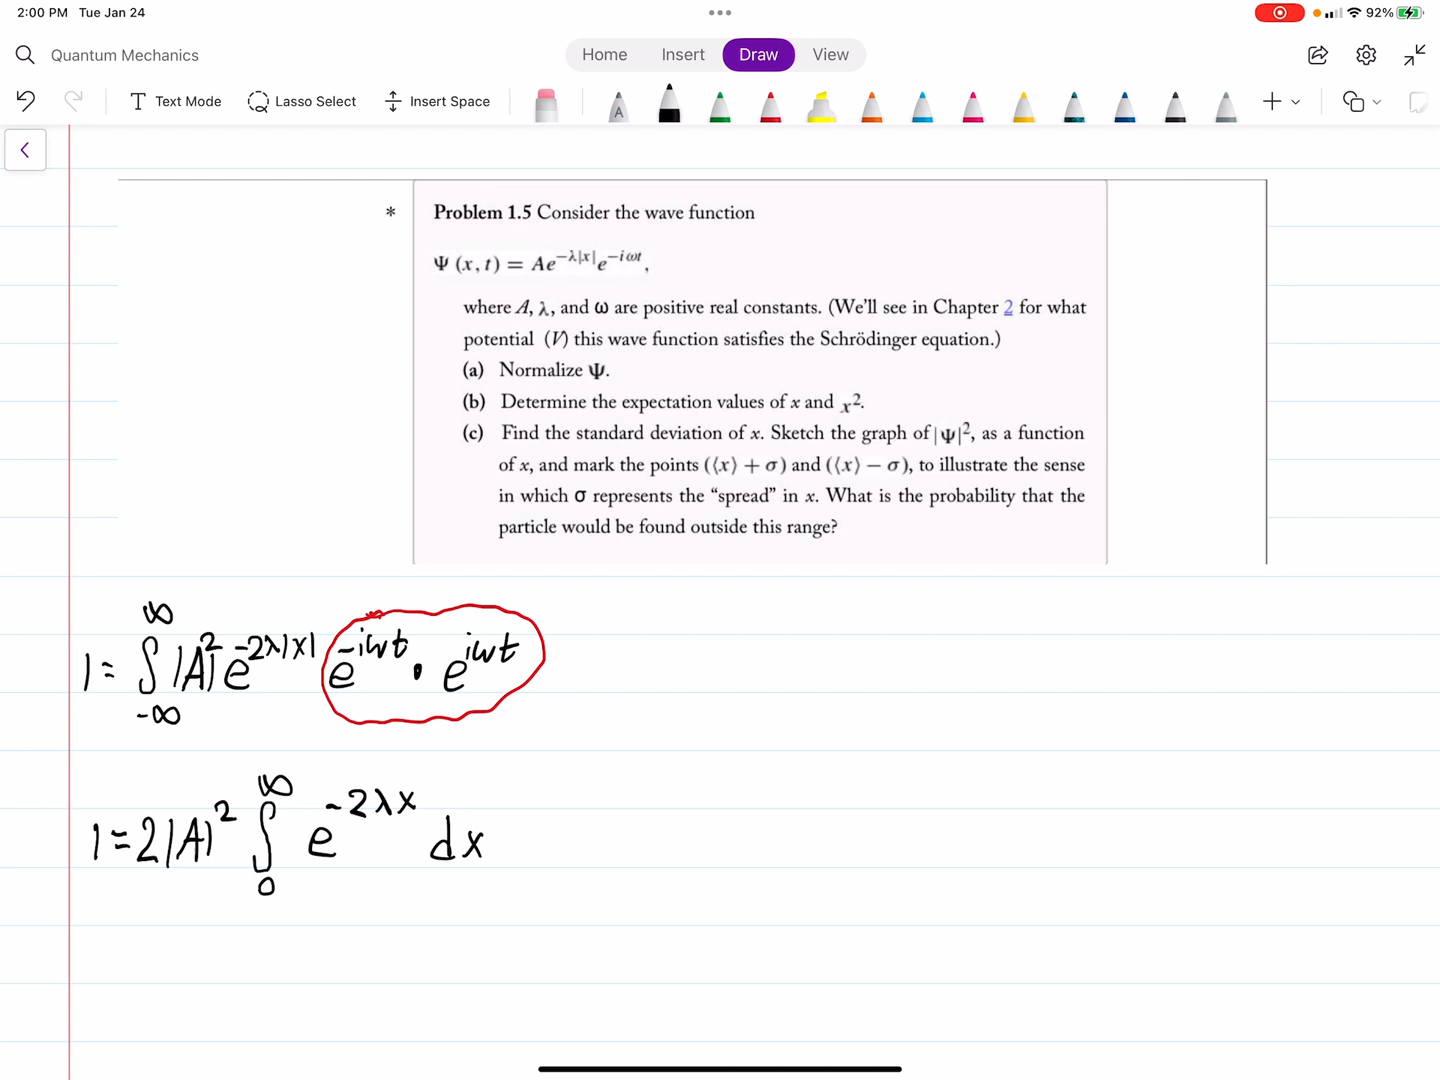 2:00 PM Tue Jan 24
92%
Quantum Mechanics
Home Insert Draw View
Text Mode Lasso Select Insert Space
A
* Problem 1.5 Consider the wave function
Ψ (x, t) = Ae^{−λ|x|}e^{−iωt},
where A, λ, and ω are positive real constants. (We'll see in Chapter 2 for what
potential (V) this wave function satisfies the Schrödinger equation.)
(a) Normalize Ψ.
(b) Determine the expectation values of x and x².
(c) Find the standard deviation of x. Sketch the graph of |Ψ|², as a function
of x, and mark the points (⟨x⟩ + σ) and (⟨x⟩ − σ), to illustrate the sense
in which σ represents the “spread” in x. What is the probability that the
particle would be found outside this range?
1 = ∫_{-∞}^{∞} |A|² e^{-2λ|x|} e^{-iωt} · e^{iωt}
1 = 2|A|² ∫_{0}^{∞} e^{-2λx} dx